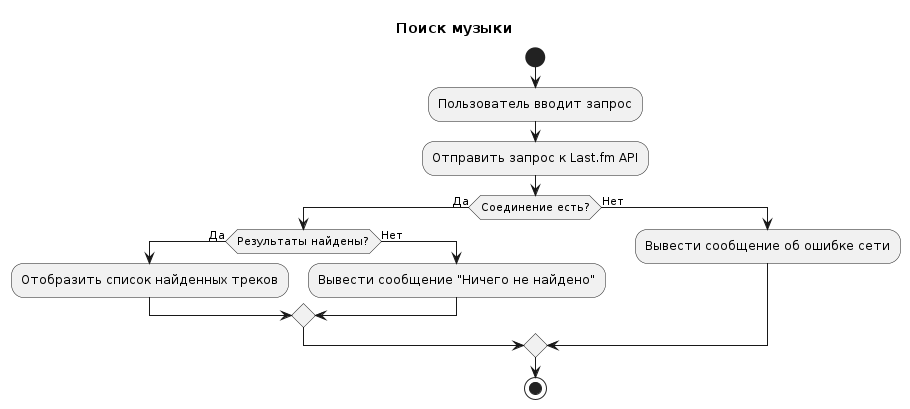 Поиск музыки
Пользователь вводит запрос
Отправить запрос к Last.fm API
Да
Соединение есть?
Нет
Да
Результаты найдены?
Нет
Вывести сообщение об ошибке сети
Отобразить список найденных треков
Вывести сообщение "Ничего не найдено"